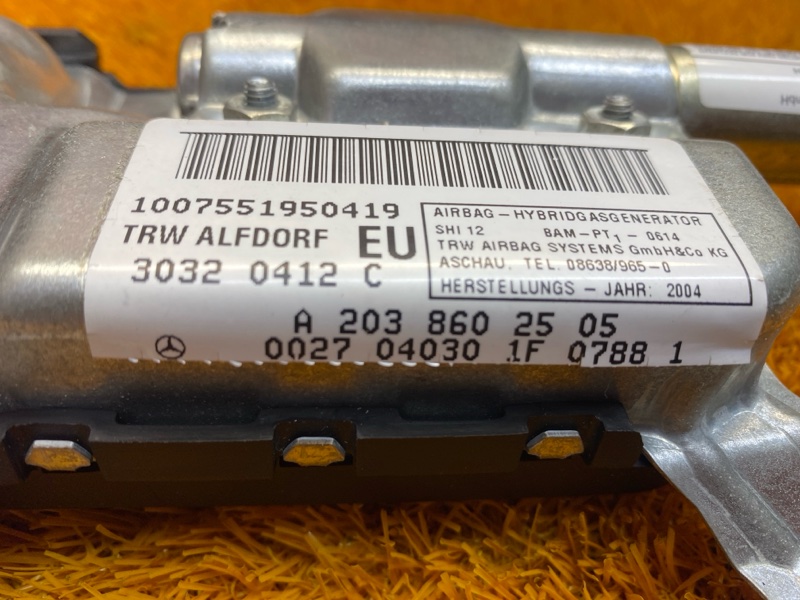 1007551950419
TRW ALFDORF EU
3032 0412 C
AIRBAG – HYBRIDGASGENERATOR
SHI 12 BAM–PT1 – 0614
TRW AIRBAG SYSTEMS GmbH&Co KG
ASCHAU. TEL. 08638/965–0
HERSTELLUNGS – JAHR: 2004
A 203 860 25 05
0027 04030 1F 0788 1